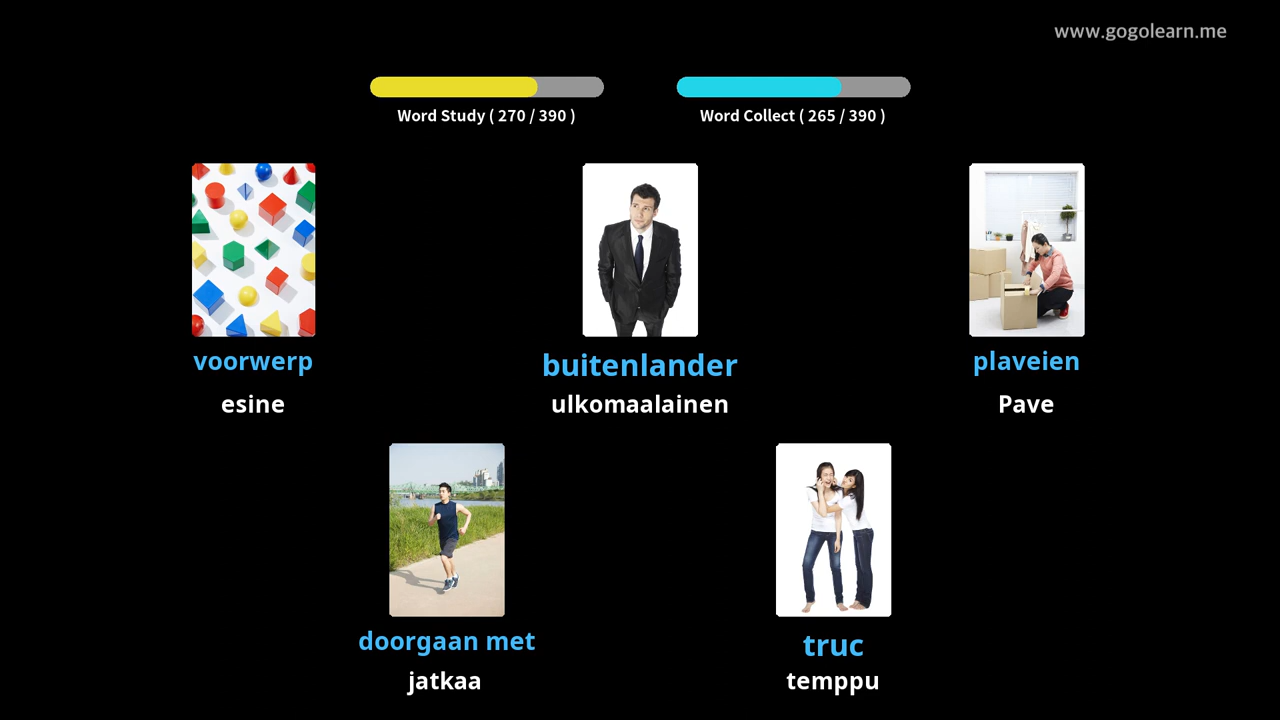 www.gogolearn.me
Word Study ( 270 / 390 )
Word Collect ( 265 / 390 )
voorwerp
esine
buitenlander
ulkomaalainen
plaveien
Pave
doorgaan met
jatkaa
truc
temppu